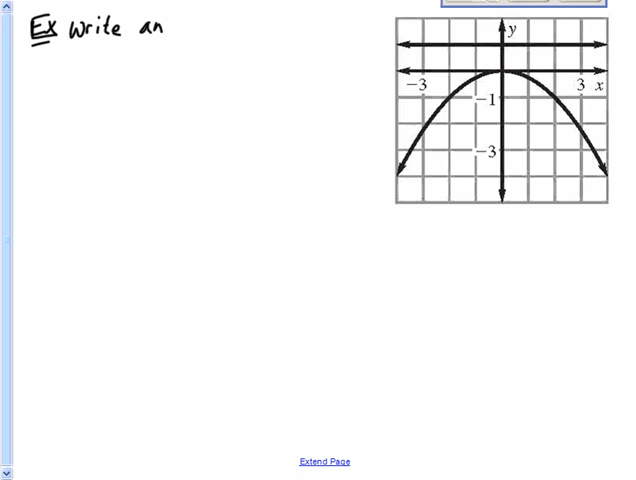 Ex Write an
y
-3
3 x
-1
-3
Extend Page